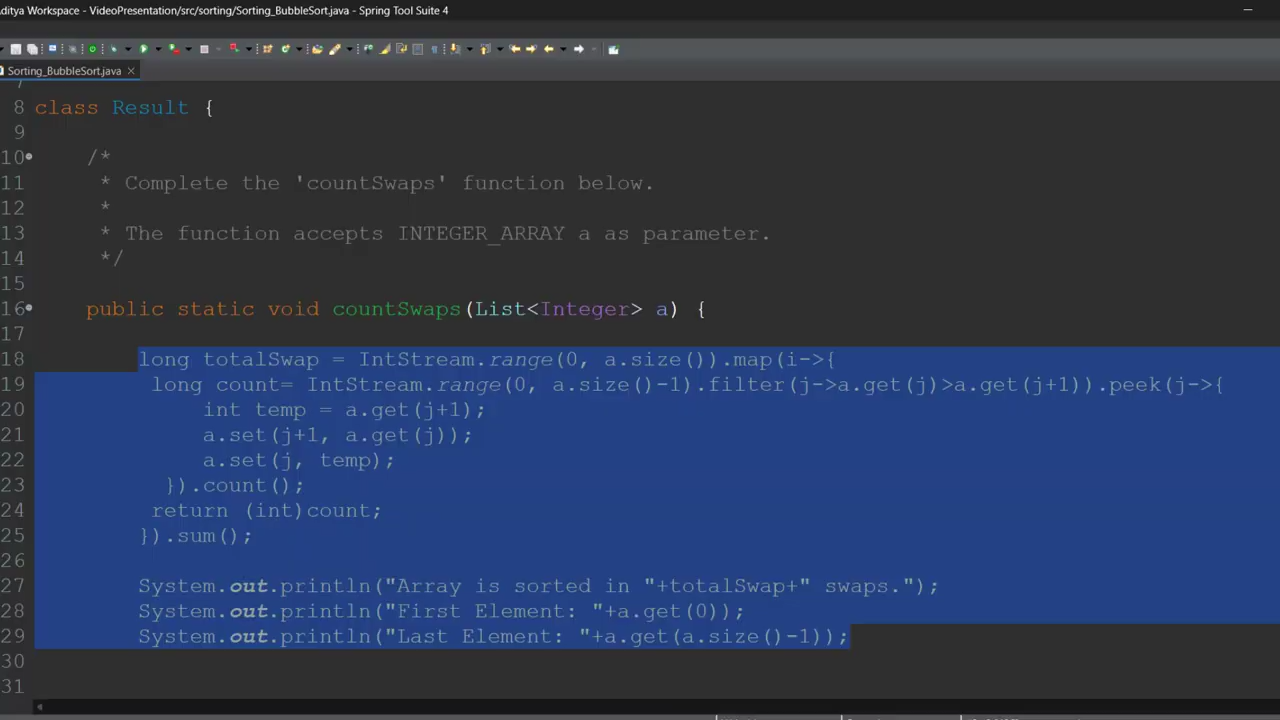 Aditya Workspace - VideoPresentation/src/sorting/Sorting_BubbleSort.java - Spring Tool Suite 4
Sorting_BubbleSort.java
7
8 class Result {
9
10 /*
11 * Complete the 'countSwaps' function below.
12 *
13 * The function accepts INTEGER_ARRAY a as parameter.
14 */
15
16 public static void countSwaps(List<Integer> a) {
17
18 long totalSwap = IntStream.range(0, a.size()).map(i->{
19 long count= IntStream.range(0, a.size()-1).filter(j->a.get(j)>a.get(j+1)).peek(j->{
20 int temp = a.get(j+1);
21 a.set(j+1, a.get(j));
22 a.set(j, temp);
23 }).count();
24 return (int)count;
25 }).sum();
26
27 System.out.println("Array is sorted in "+totalSwap+" swaps.");
28 System.out.println("First Element: "+a.get(0));
29 System.out.println("Last Element: "+a.get(a.size()-1));
30
31